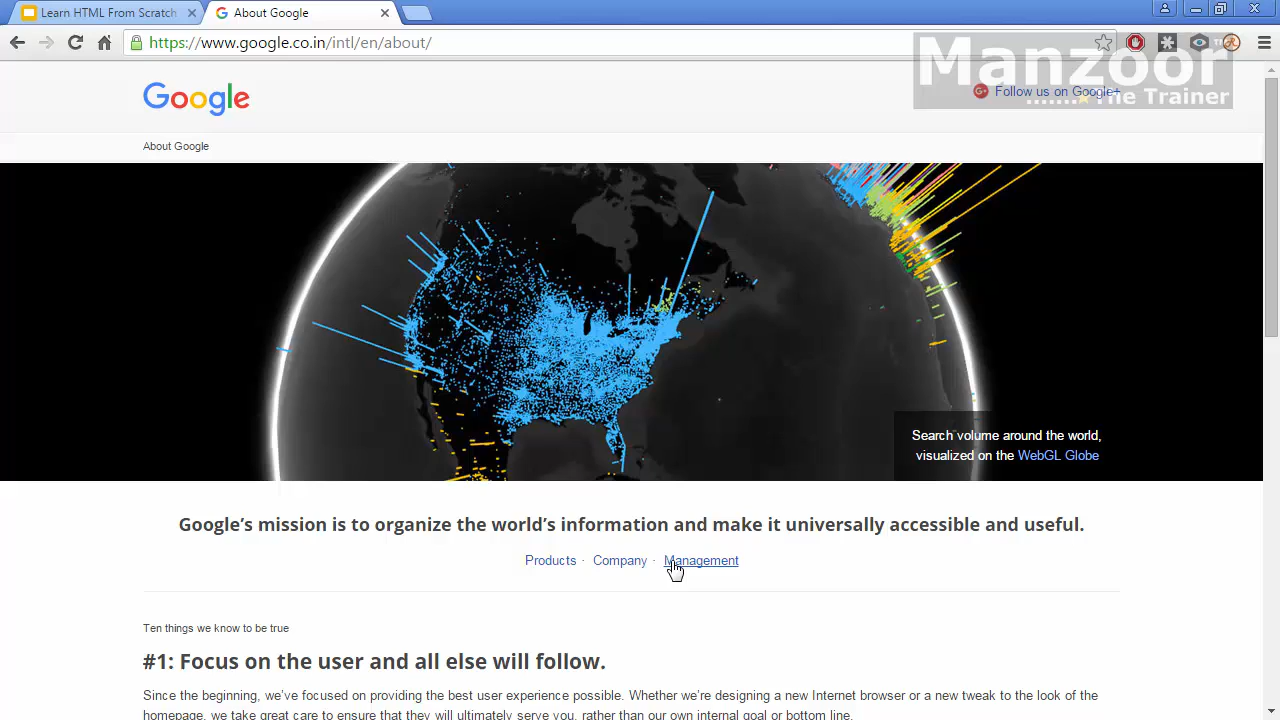 Learn HTML From Scratch
About Google
https://www.google.co.in/intl/en/about/
Manzoor
.......The Trainer
Google
Follow us on Google+
About Google
Search volume around the world,
visualized on the WebGL Globe
Google's mission is to organize the world's information and make it universally accessible and useful.
Products · Company · Management
Ten things we know to be true
#1: Focus on the user and all else will follow.
Since the beginning, we've focused on providing the best user experience possible. Whether we're designing a new Internet browser or a new tweak to the look of the
homepage, we take great care to ensure that they will ultimately serve you, rather than our own internal goal or bottom line.